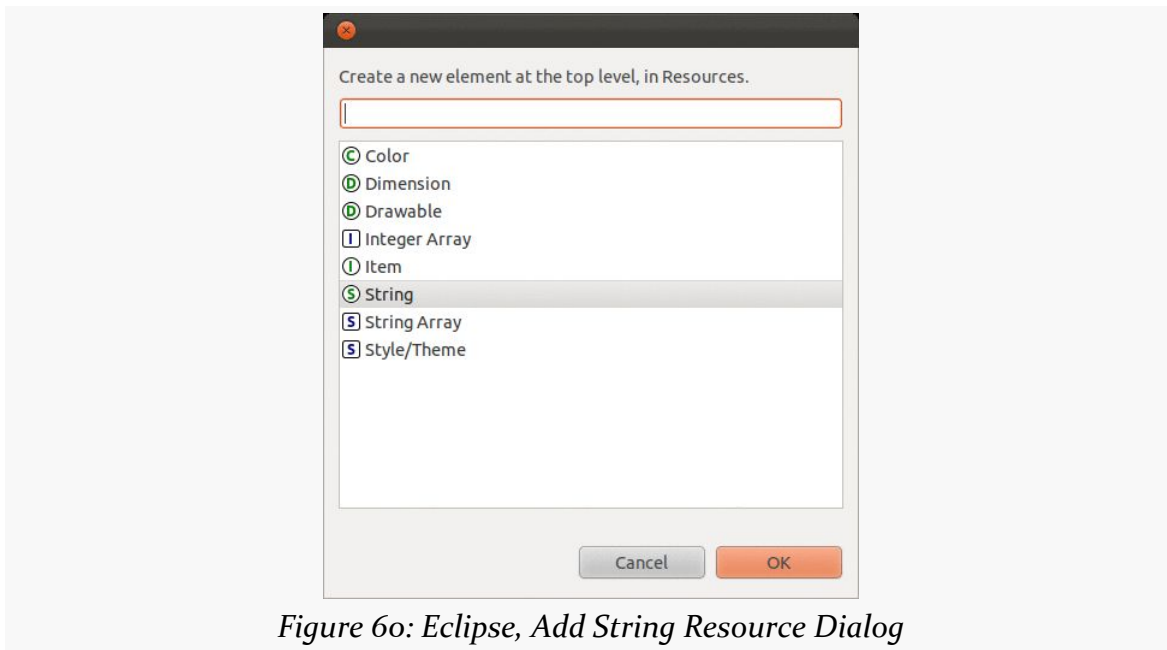 Create a new element at the top level, in Resources.
C Color
D Dimension
D Drawable
I Integer Array
I Item
S String
S String Array
S Style/Theme
Cancel OK
Figure 60: Eclipse, Add String Resource Dialog